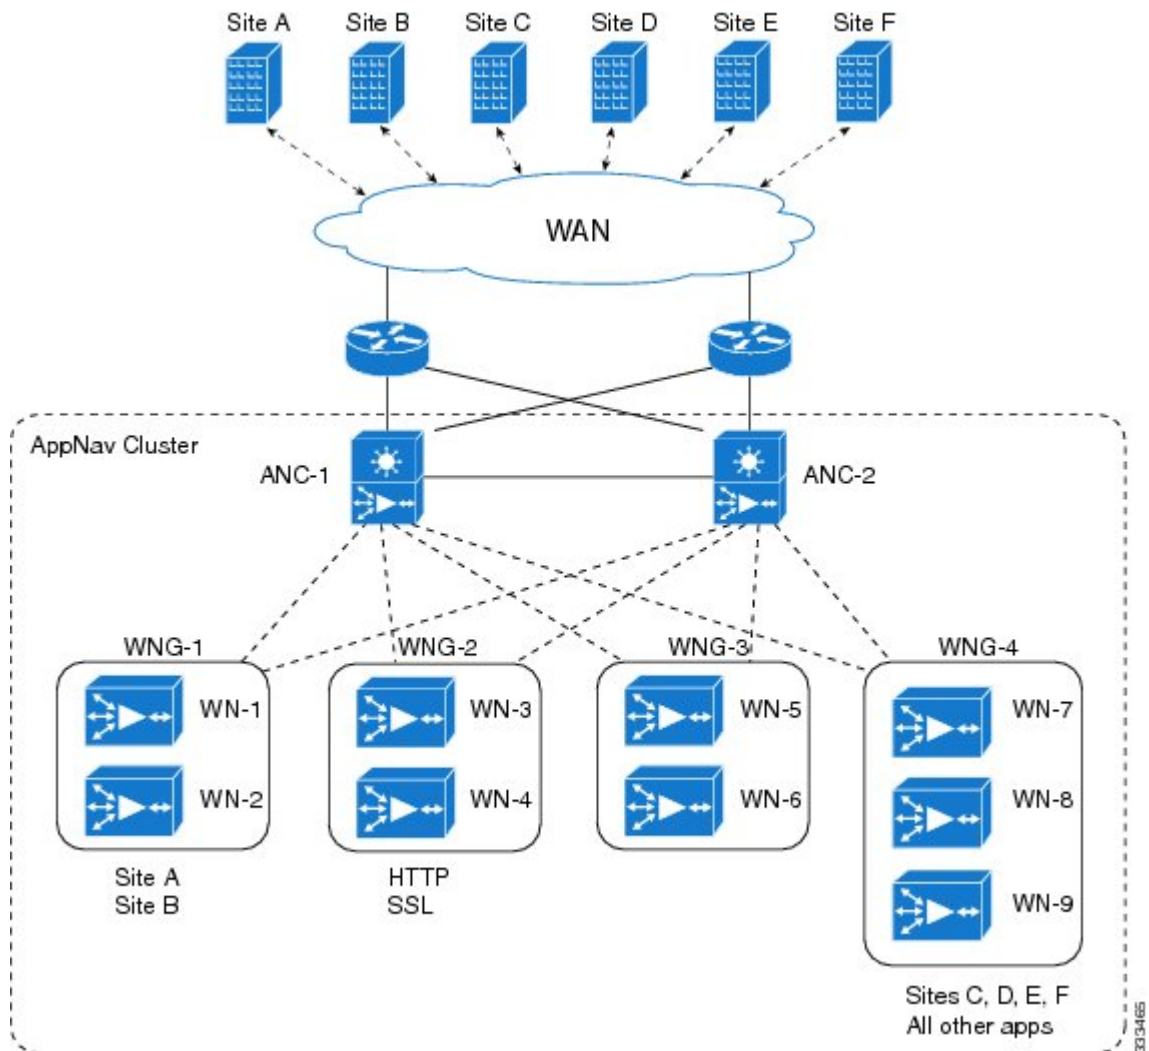 Site A
Site B
Site C
Site D
Site E
Site F
WAN
AppNav Cluster
ANC-1
ANC-2
WNG-1
WNG-2
WNG-3
WNG-4
WN-1
WN-3
WN-5
WN-7
WN-2
WN-4
WN-6
WN-8
WN-9
Site A
Site B
HTTP
SSL
Sites C, D, E, F
All other apps
333465